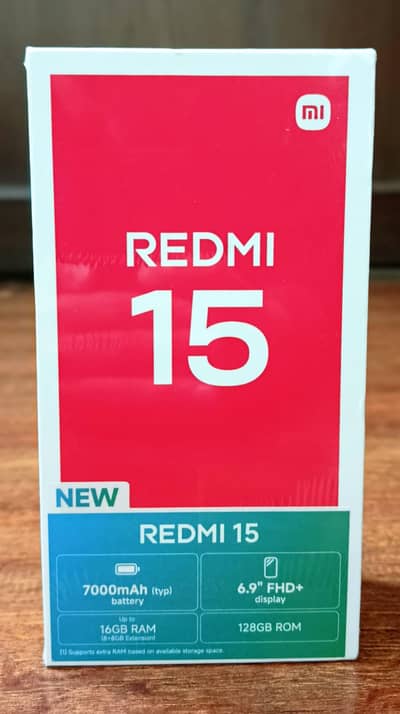 mi
REDMI
15
NEW
REDMI 15
7000mAh (typ)
battery
6.9" FHD+
display
Up to
16GB RAM
(8+8GB Extension)
128GB ROM
[1] Supports extra RAM based on available storage space.